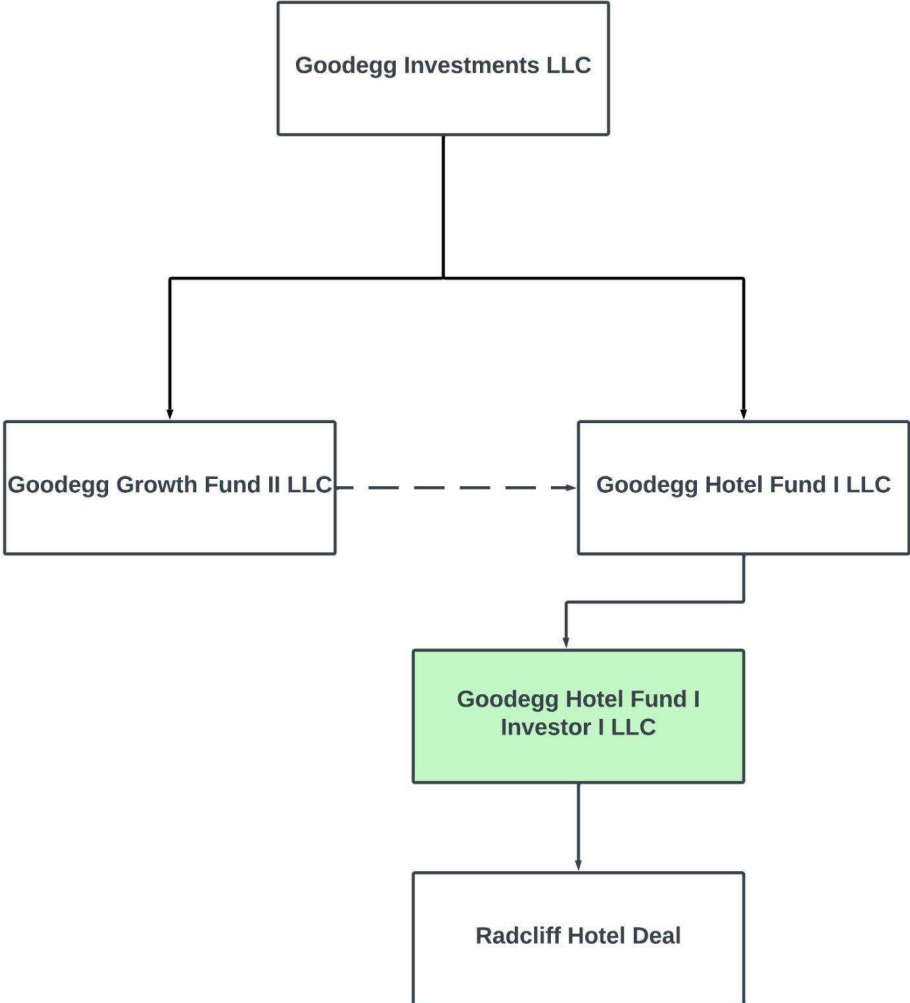 Goodegg Investments LLC
Goodegg Growth Fund II LLC
Goodegg Hotel Fund I LLC
Goodegg Hotel Fund I
Investor I LLC
Radcliff Hotel Deal